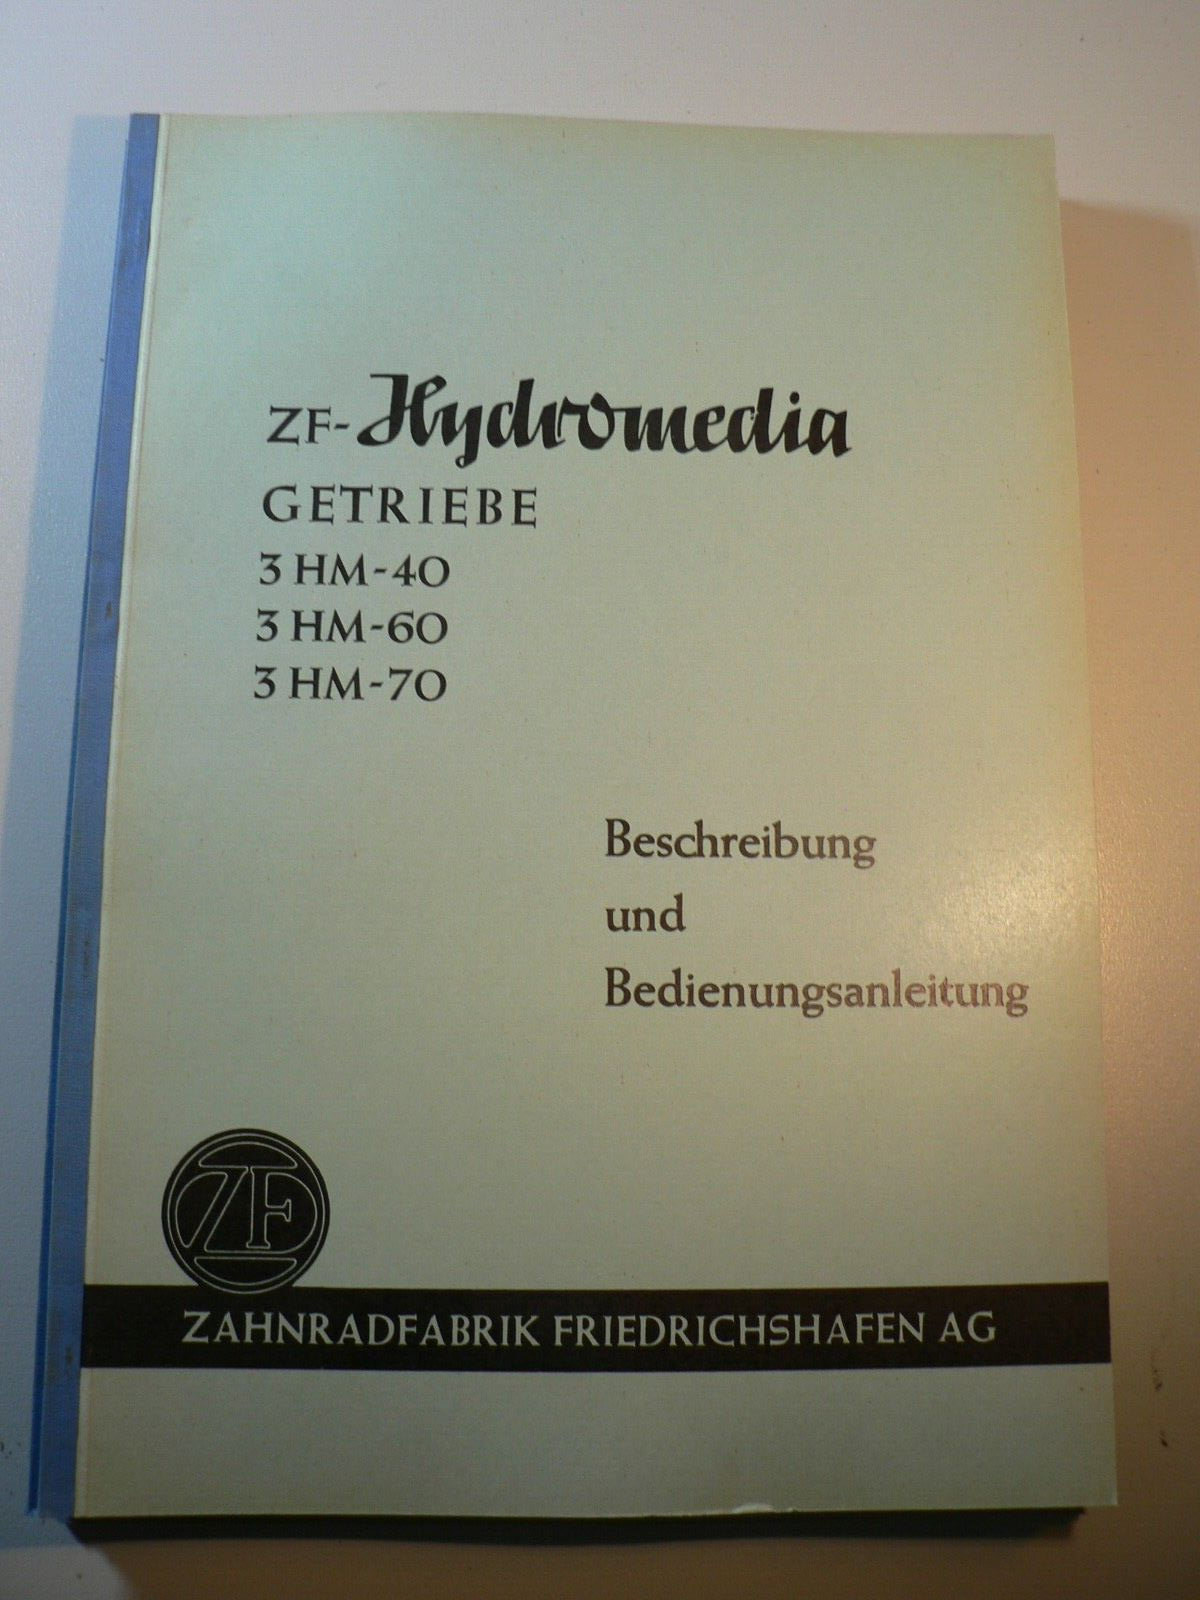 ZF-Hydromedia
GETRIEBE
3 HM-40
3 HM-60
3 HM-70
Beschreibung
und
Bedienungsanleitung
ZF
ZAHNRADFABRIK FRIEDRICHSHAFEN AG